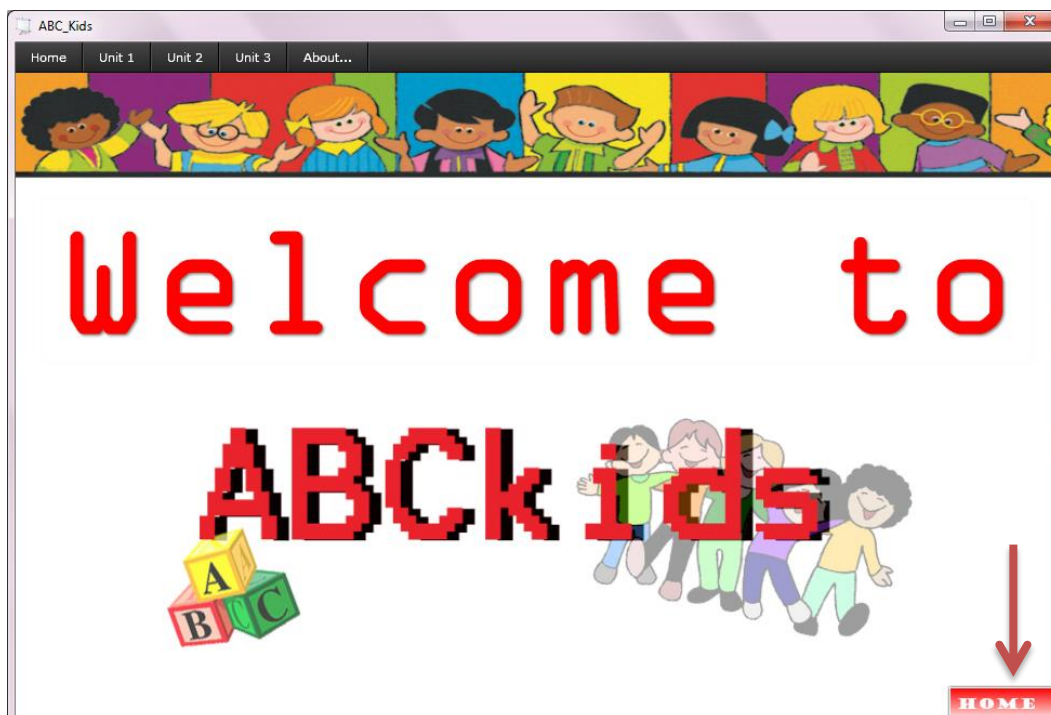 ABC_Kids
Home Unit 1 Unit 2 Unit 3 About...
Welcome to
ABCkids
A A
B C C
HOME